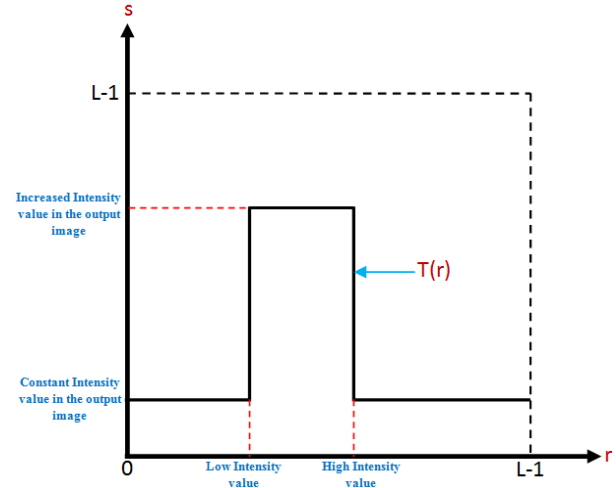 s
L-1
Increased Intensity
value in the output
image
T(r)
Constant Intensity
value in the output
image
0
Low Intensity
value
High Intensity
value
L-1
r